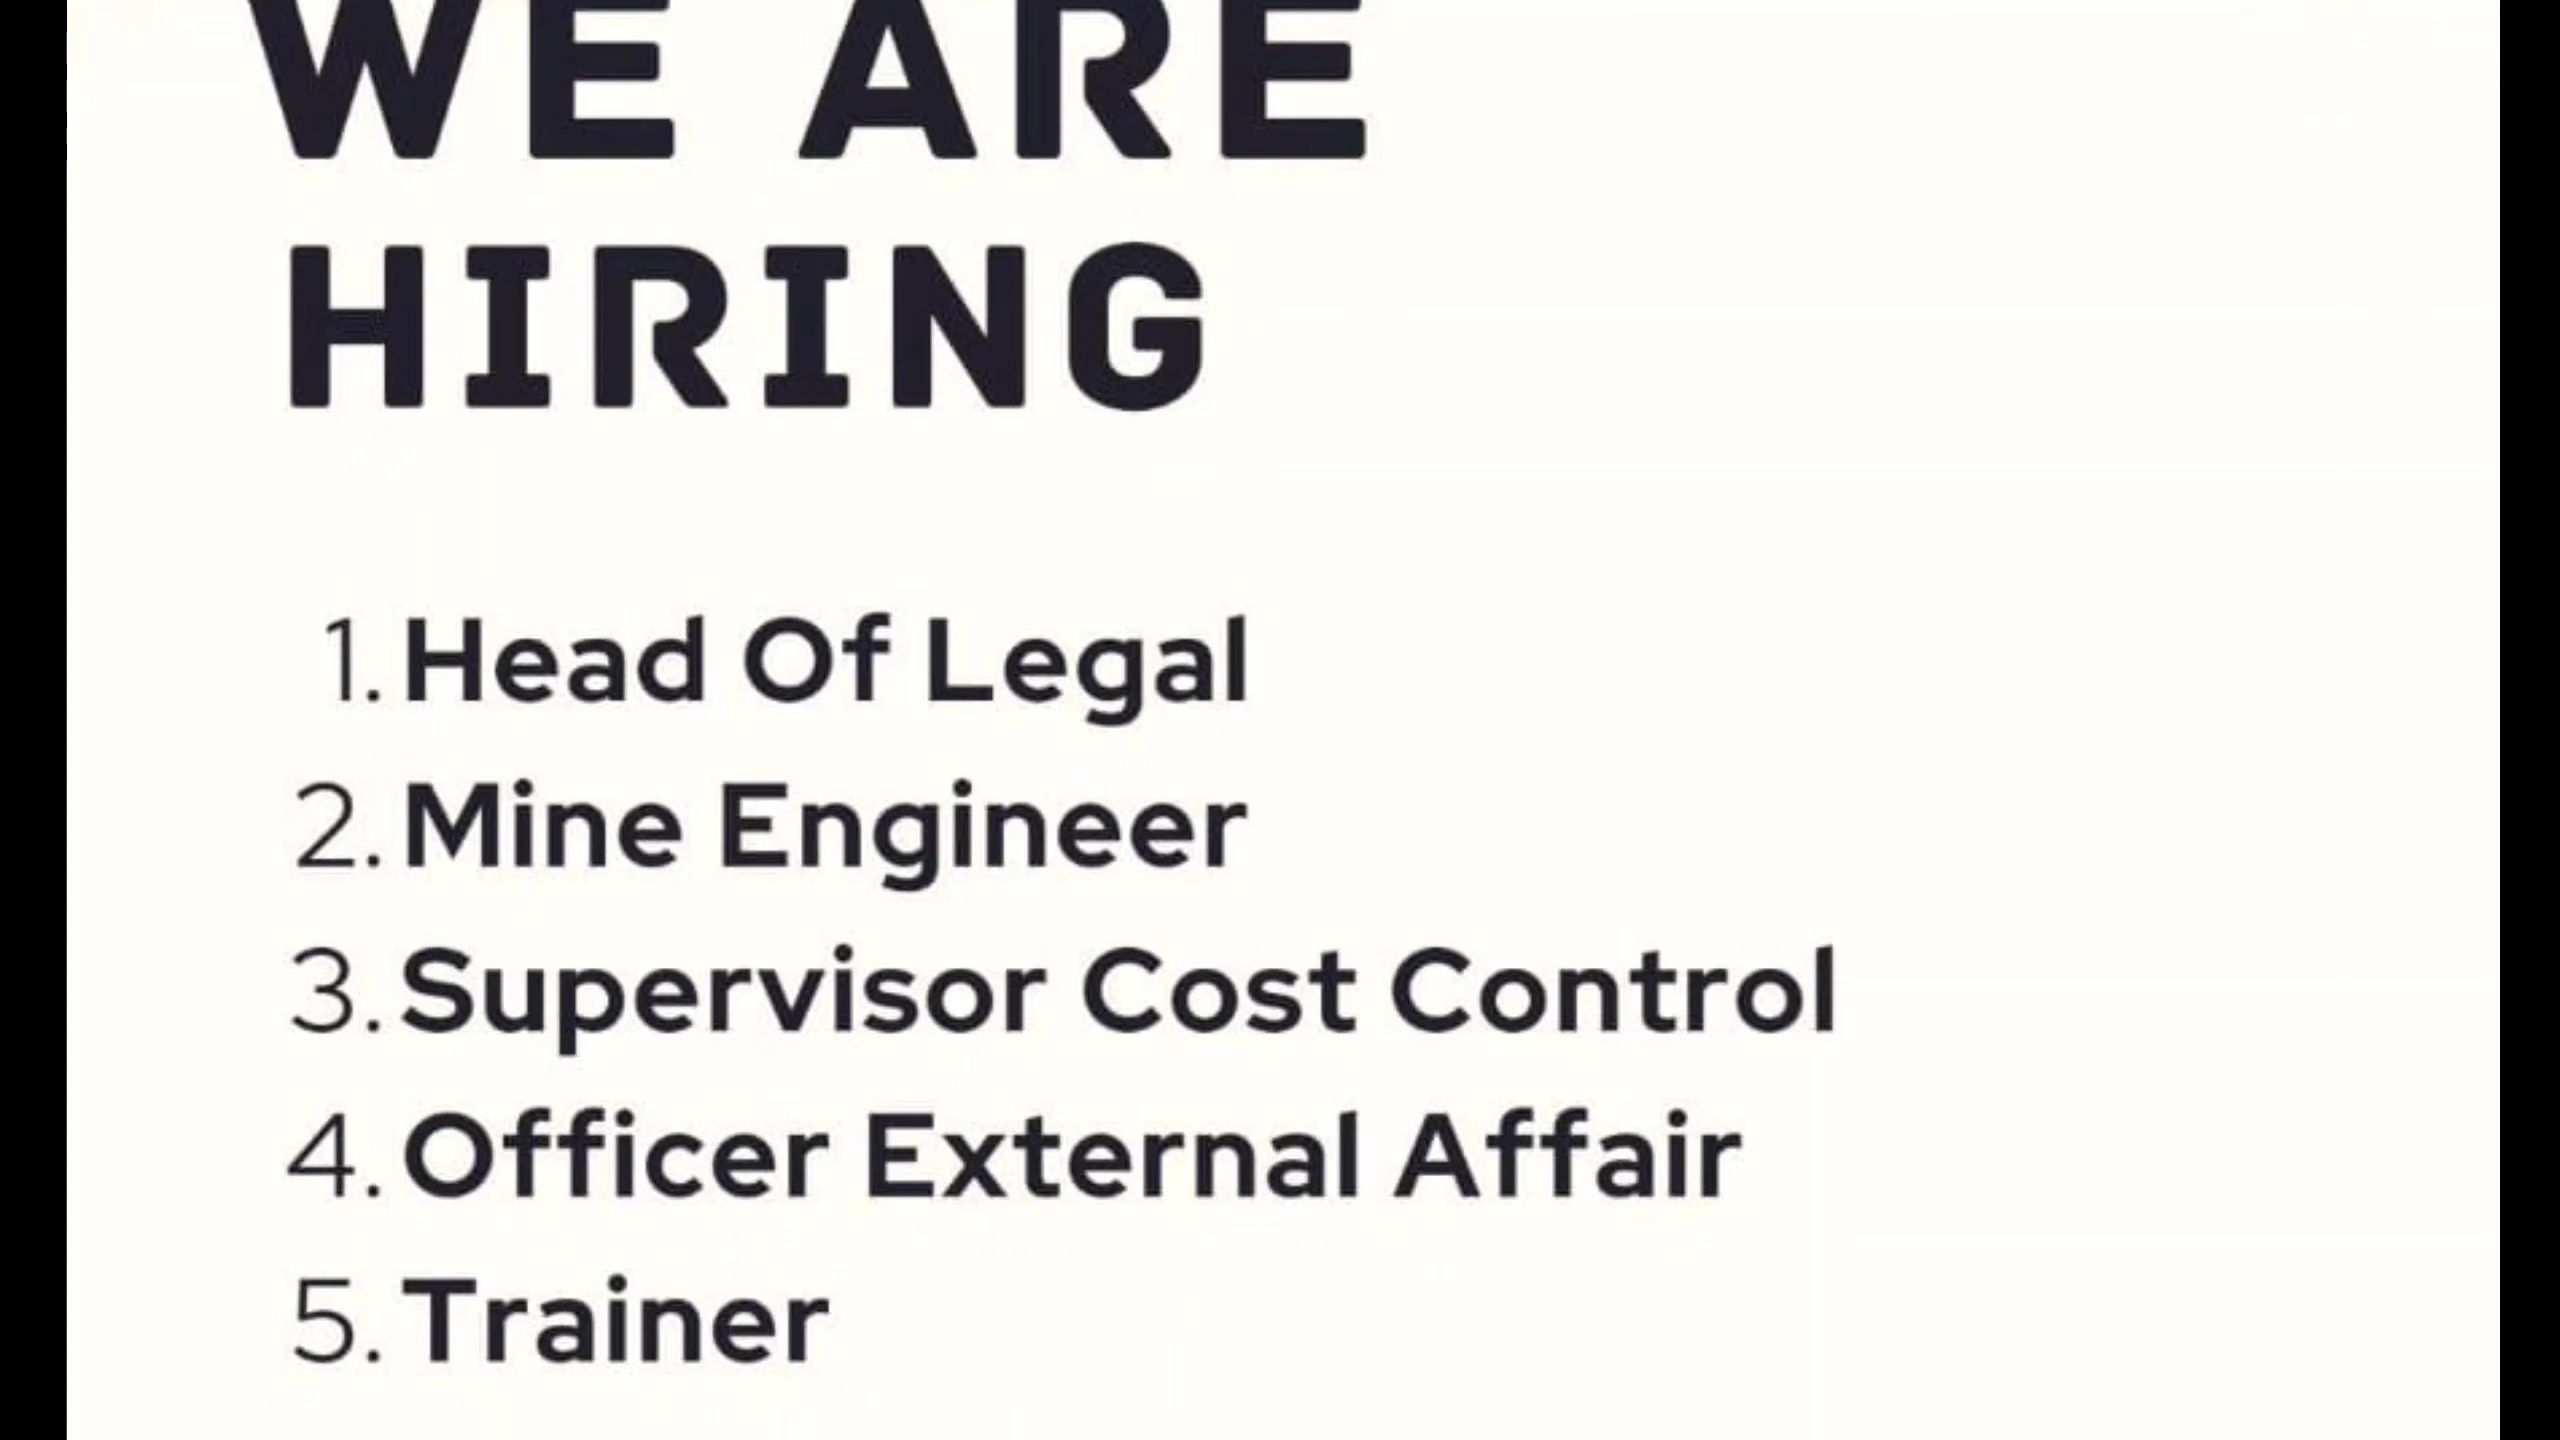 WE ARE
HIRING
1. Head Of Legal
2. Mine Engineer
3. Supervisor Cost Control
4. Officer External Affair
5. Trainer